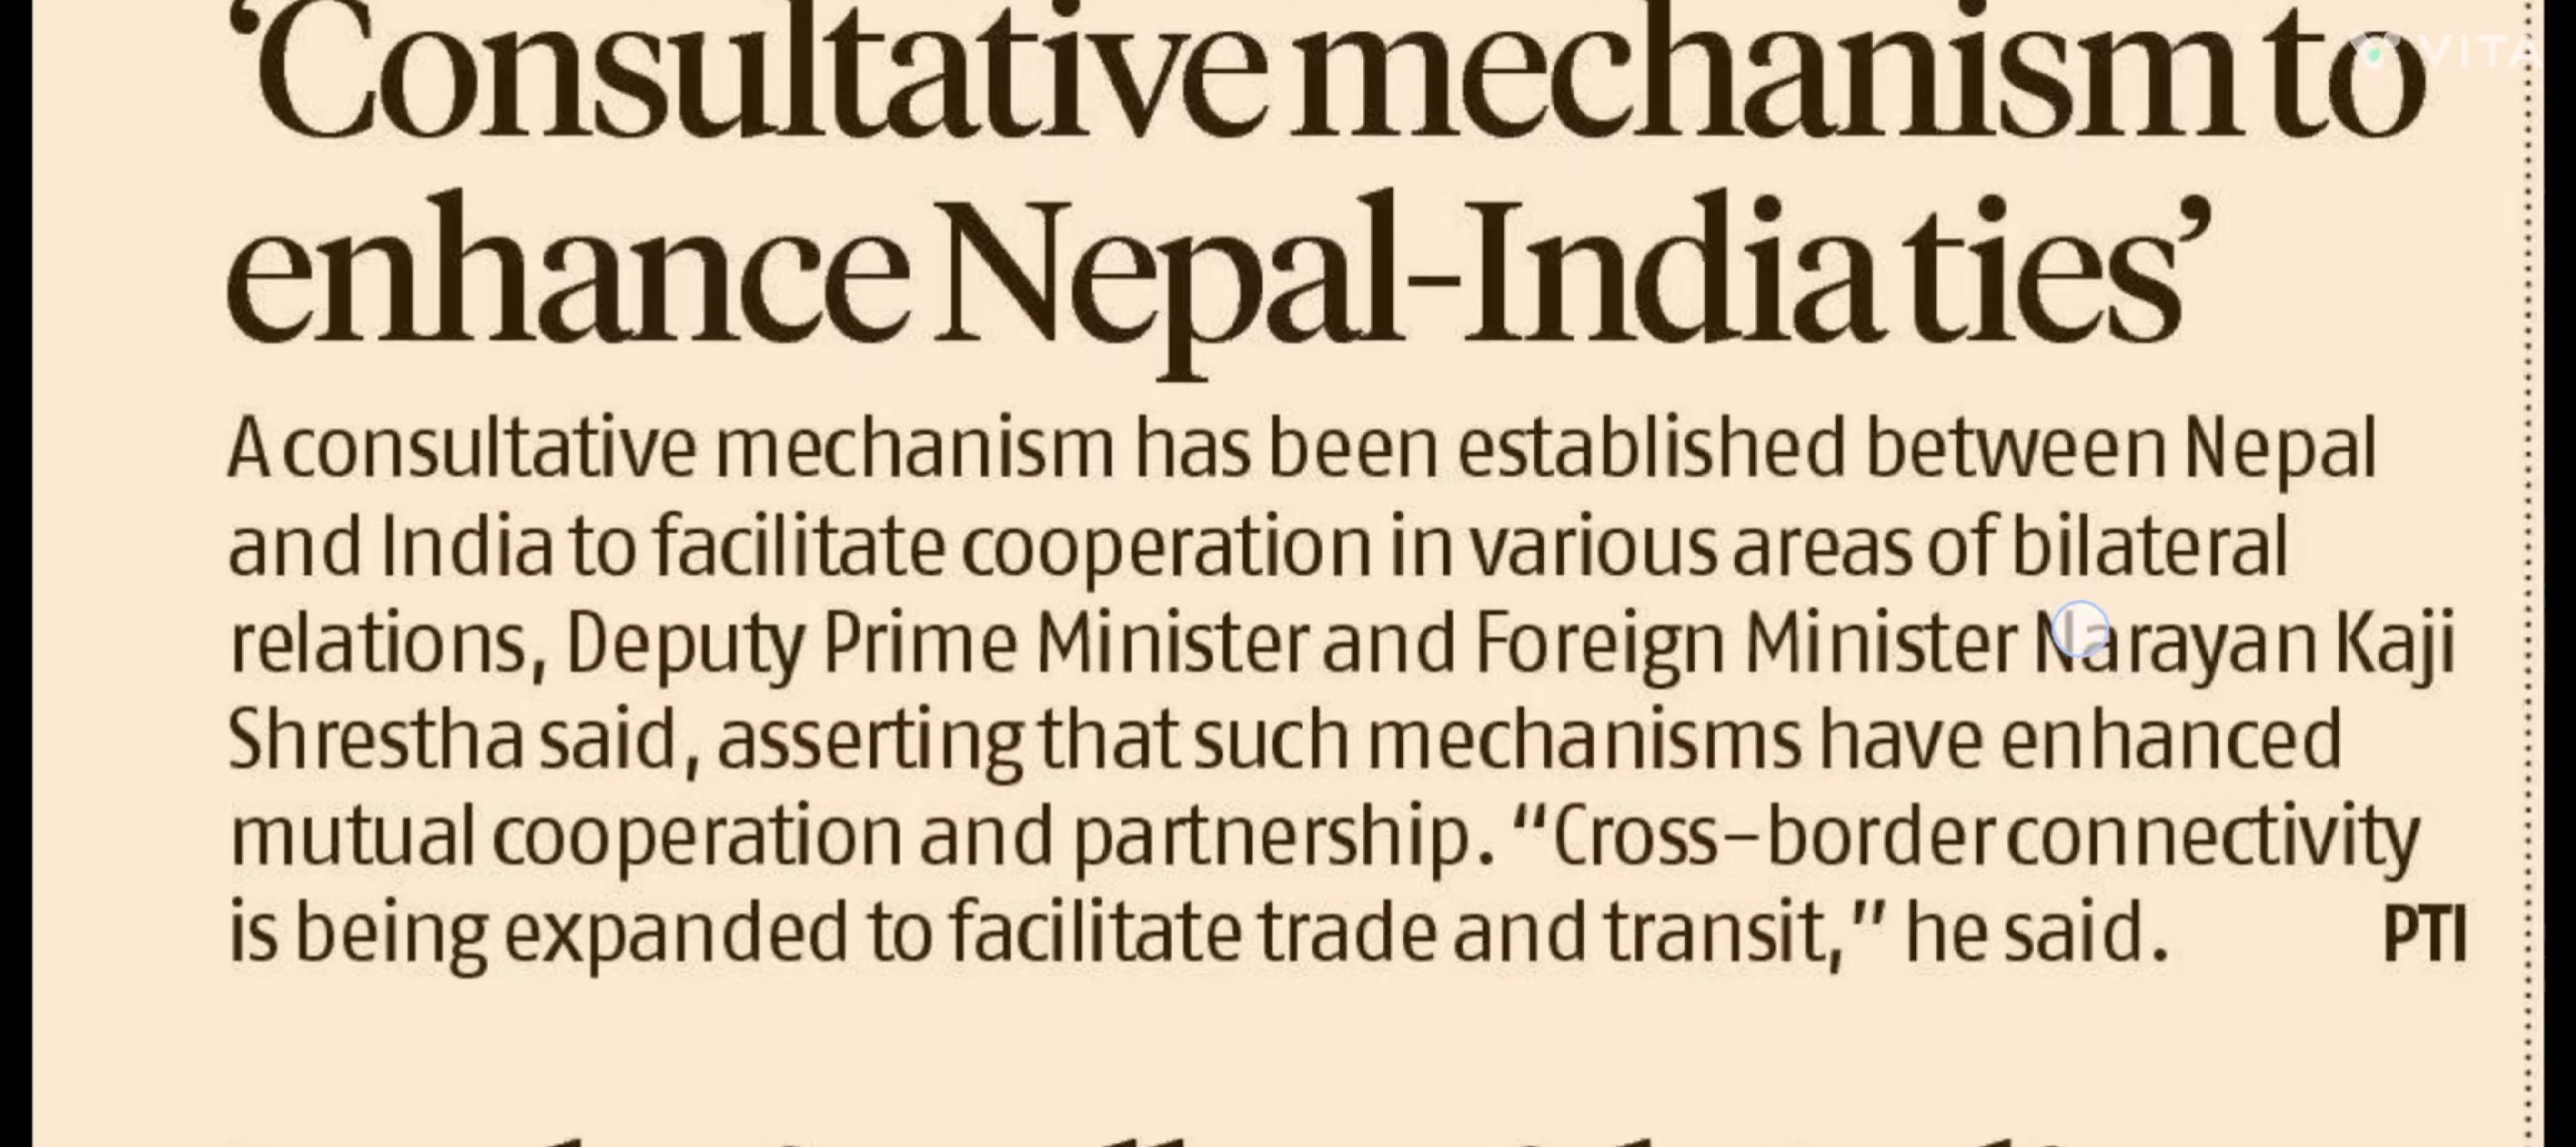 ‘Consultative mechanism to
enhance Nepal-India ties’
A consultative mechanism has been established between Nepal
and India to facilitate cooperation in various areas of bilateral
relations, Deputy Prime Minister and Foreign Minister Narayan Kaji
Shrestha said, asserting that such mechanisms have enhanced
mutual cooperation and partnership. “Cross-border connectivity
is being expanded to facilitate trade and transit,” he said. PTI
VITA